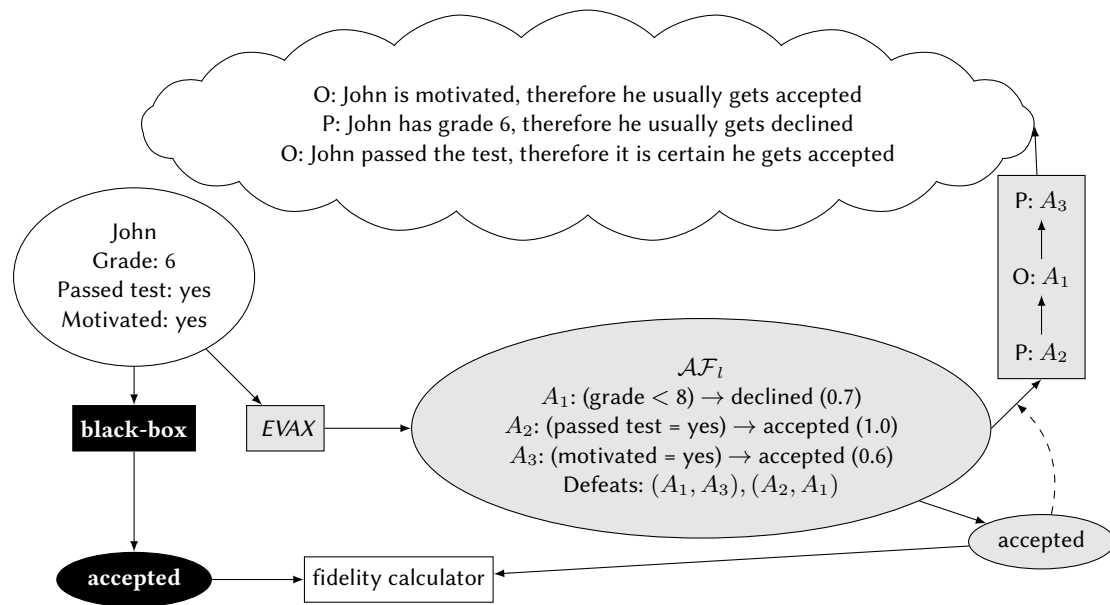 O: John is motivated, therefore he usually gets accepted
P: John has grade 6, therefore he usually gets declined
O: John passed the test, therefore it is certain he gets accepted
John
Grade: 6
Passed test: yes
Motivated: yes
P: A₃
O: A₁
P: A₂
black-box
EVAX
𝒜ℱₗ
A₁: (grade < 8) → declined (0.7)
A₂: (passed test = yes) → accepted (1.0)
A₃: (motivated = yes) → accepted (0.6)
Defeats: (A₁, A₃), (A₂, A₁)
accepted
accepted
fidelity calculator